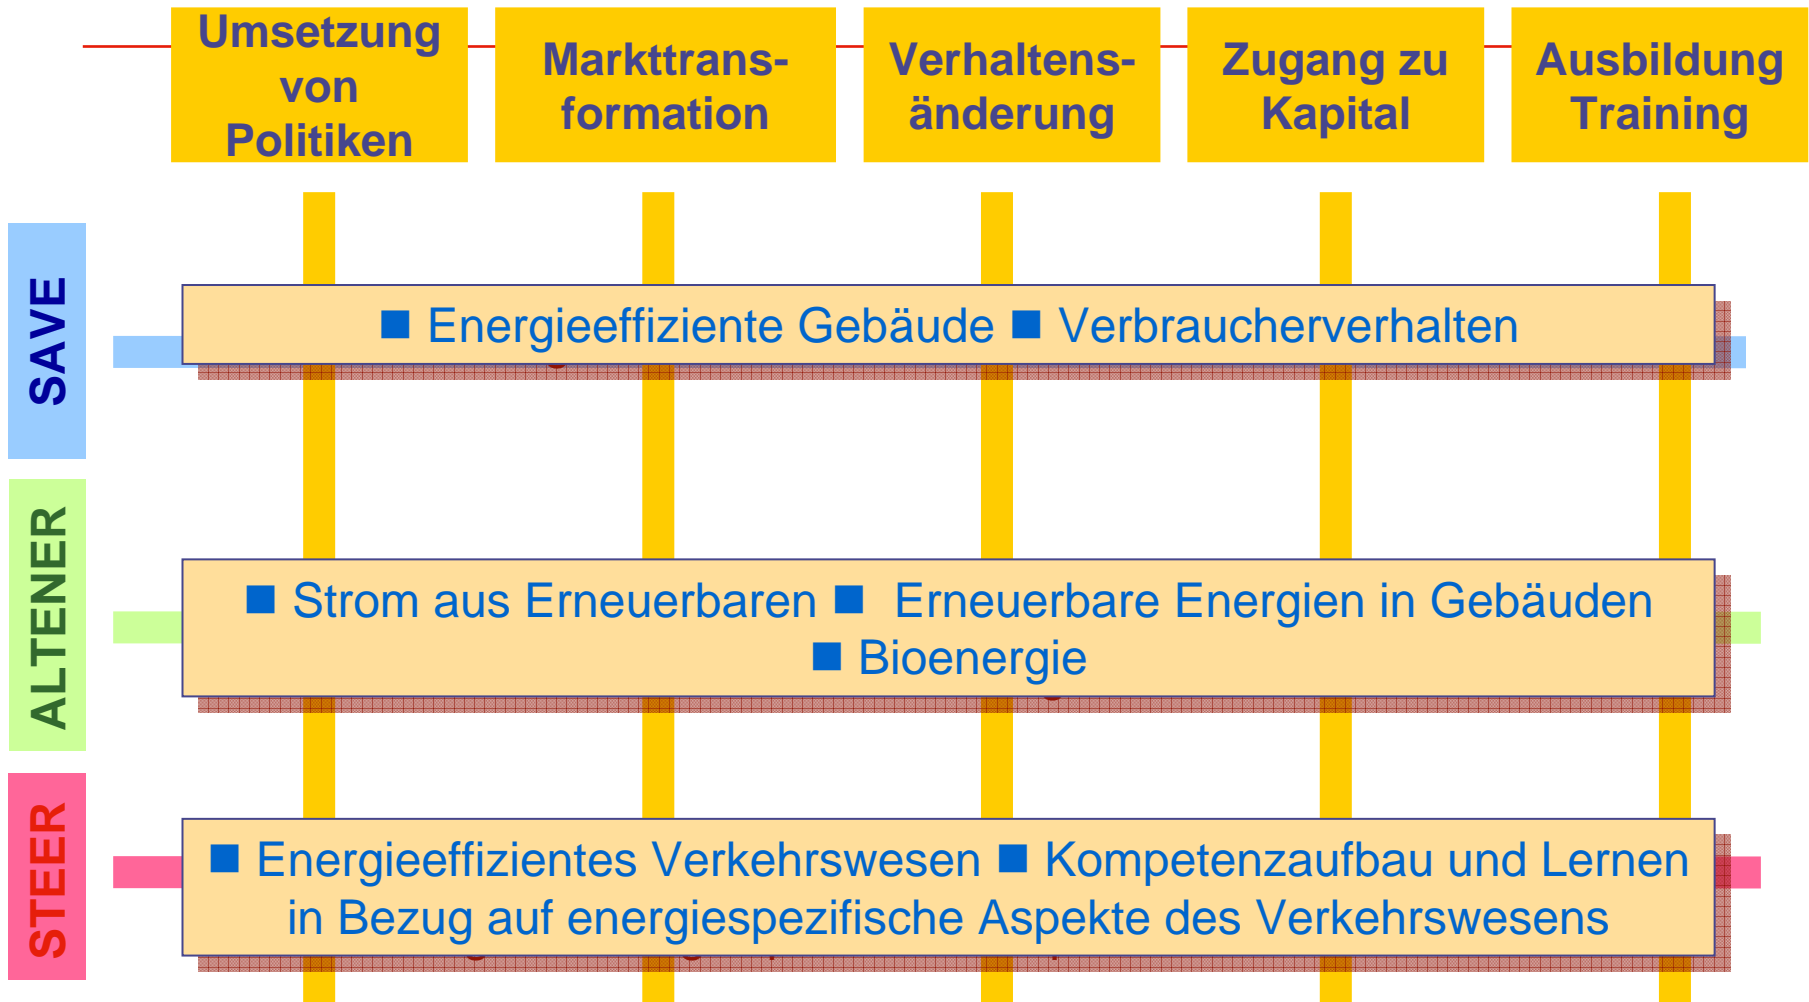 Umsetzung
von
Politiken
Markttrans-
formation
Verhaltens-
änderung
Zugang zu
Kapital
Ausbildung
Training
SAVE
■ Energieeffiziente Gebäude ■ Verbraucherverhalten
ALTENER
■ Strom aus Erneuerbaren ■ Erneuerbare Energien in Gebäuden
■ Bioenergie
STEER
■ Energieeffizientes Verkehrswesen ■ Kompetenzaufbau und Lernen
in Bezug auf energiespezifische Aspekte des Verkehrswesens